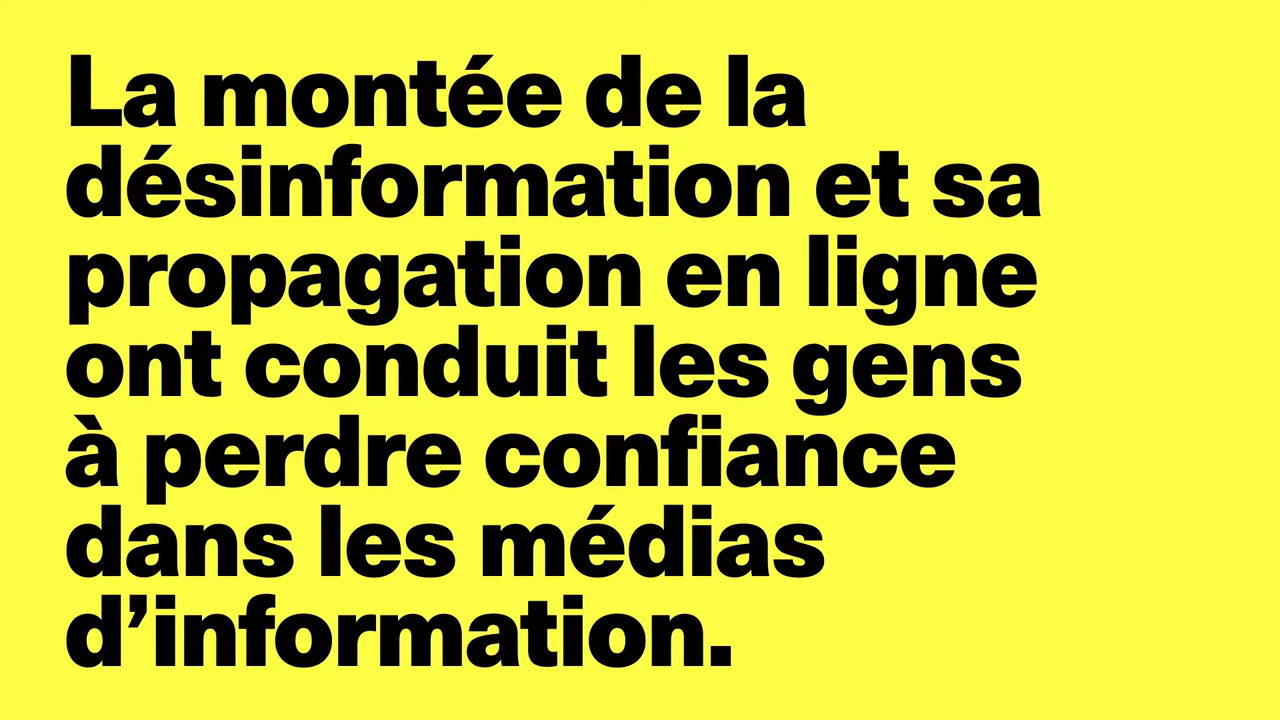 La montée de la
désinformation et sa
propagation en ligne
ont conduit les gens
à perdre confiance
dans les médias
d’information.